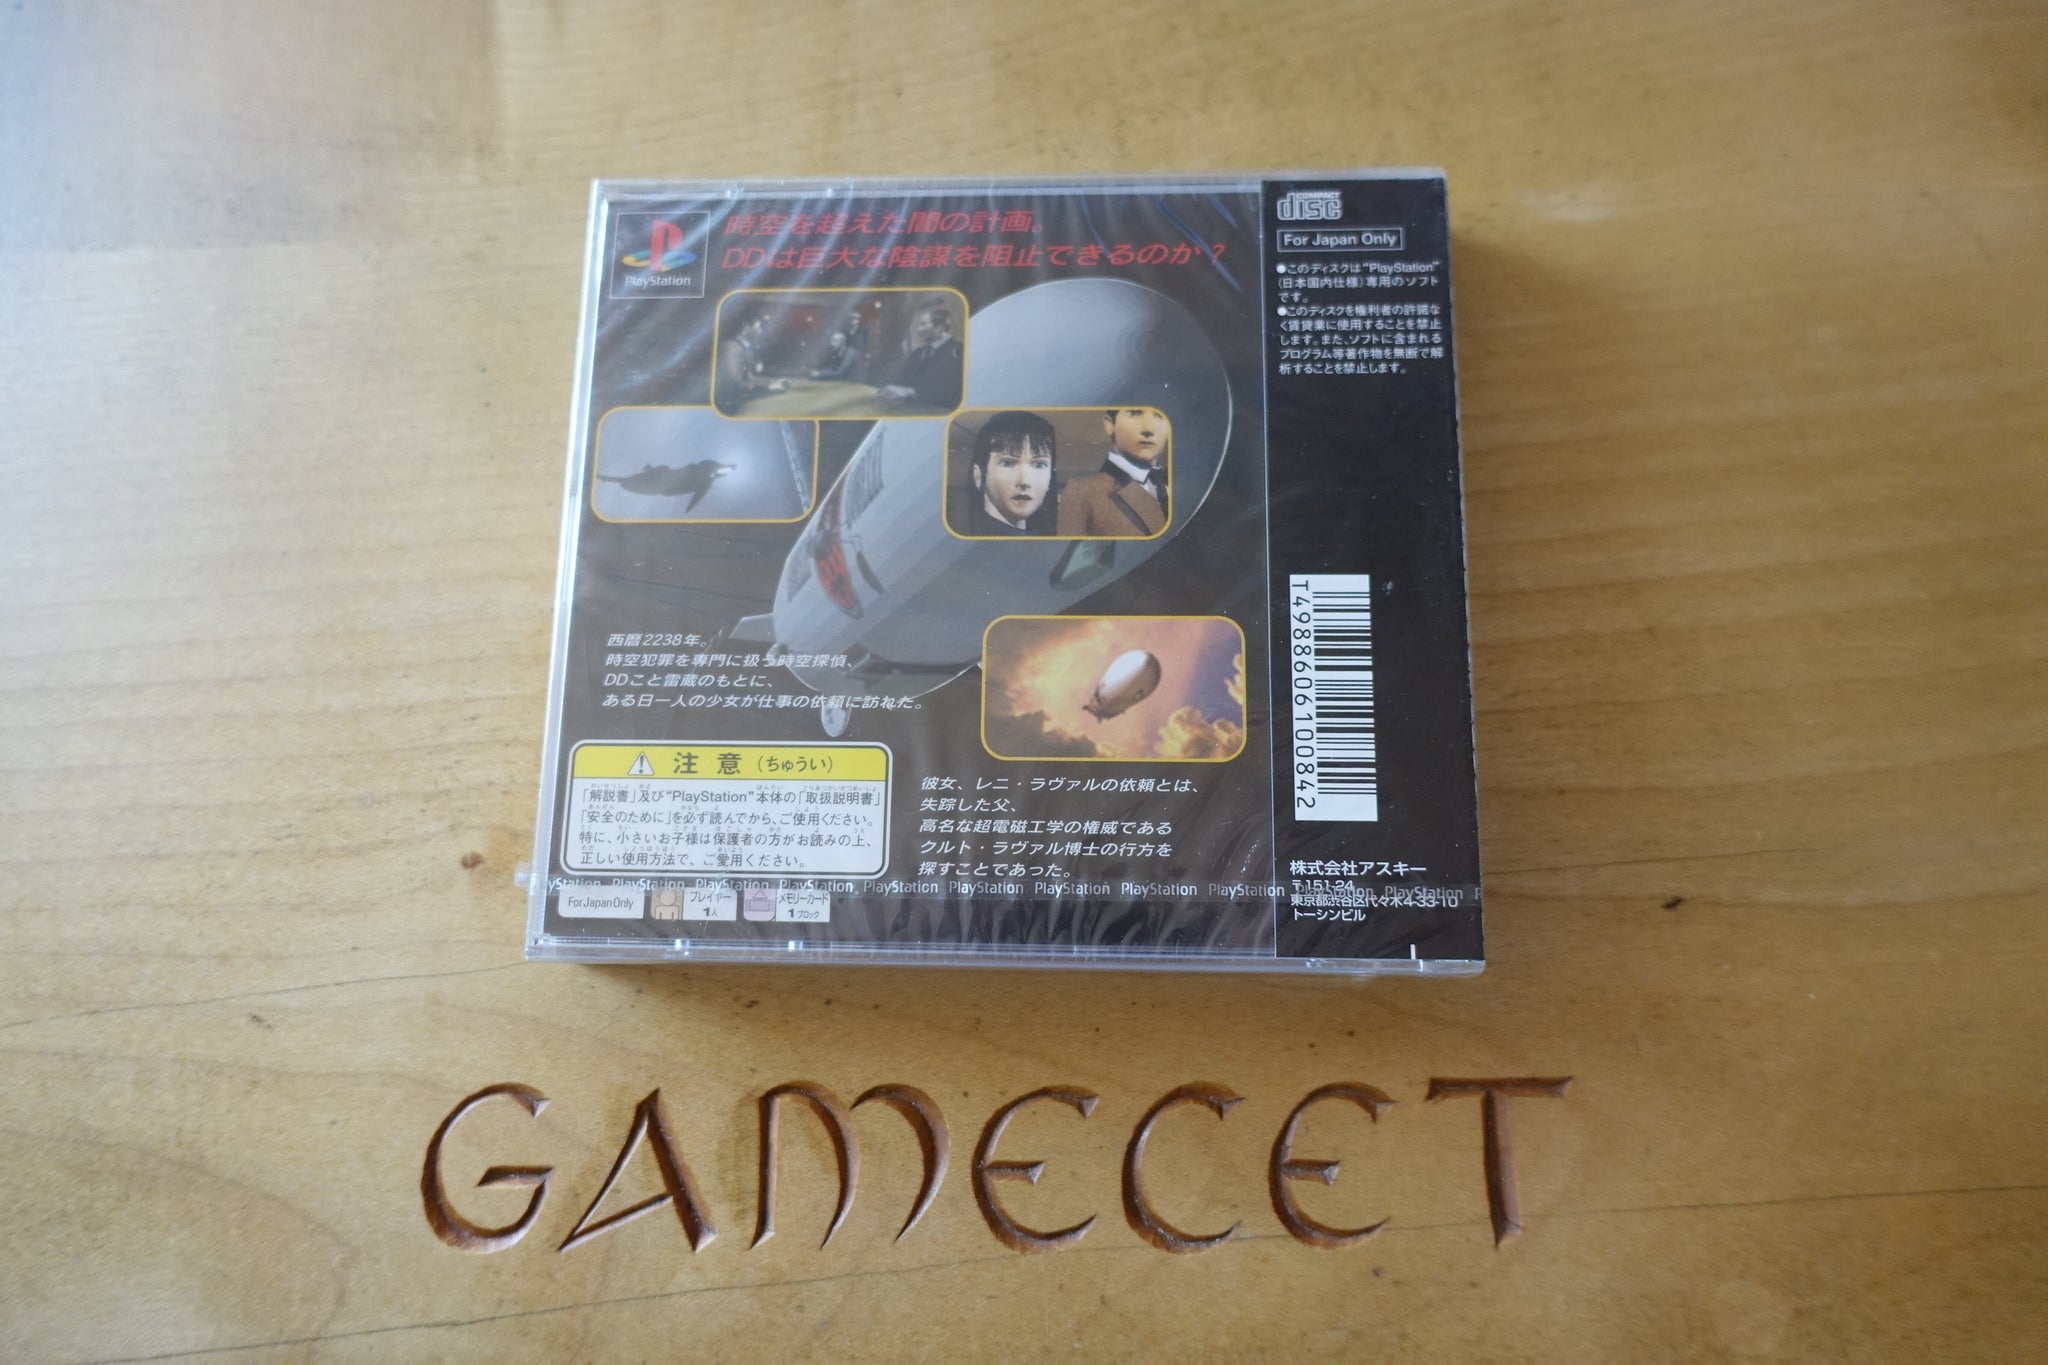 PlayStation
時空を超えた闇の計画。
DDは巨大な陰謀を阻止できるのか?
西暦2238年。
時空犯罪を専門に扱う時空探偵、
DDこと雷蔵のもとに、
ある日一人の少女が仕事の依頼に訪れた。
彼女、レニ・ラヴァルの依頼とは、
失踪した父、
高名な超電磁工学の権威である
クルト・ラヴァル博士の行方を
探すことであった。
注意(ちゅうい)
「解説書」及び“PlayStation”本体の「取扱説明書」
「安全のために」を必ず読んでから、ご使用ください。
特に、小さいお子様は保護者の方がお読みの上、
正しい使用方法で、ご愛用ください。
PlayStation PlayStation PlayStation PlayStation PlayStation PlayStation PlayStation PlayStation PlayStation
For Japan Only
プレイヤー
1人
メモリーカード
1ブロック
COMPACT
disc
For Japan Only
●このディスクは“PlayStation”
(日本国内仕様)専用のソフト
です。
●このディスクを権利者の許諾な
く賃貸業に使用することを禁止
します。また、ソフトに含まれる
プログラム等著作物を無断で解
析することを禁止します。
T4988606100842
株式会社アスキー
〒151-24
東京都渋谷区代々木4-33-10
トーシンビル
GAMECET